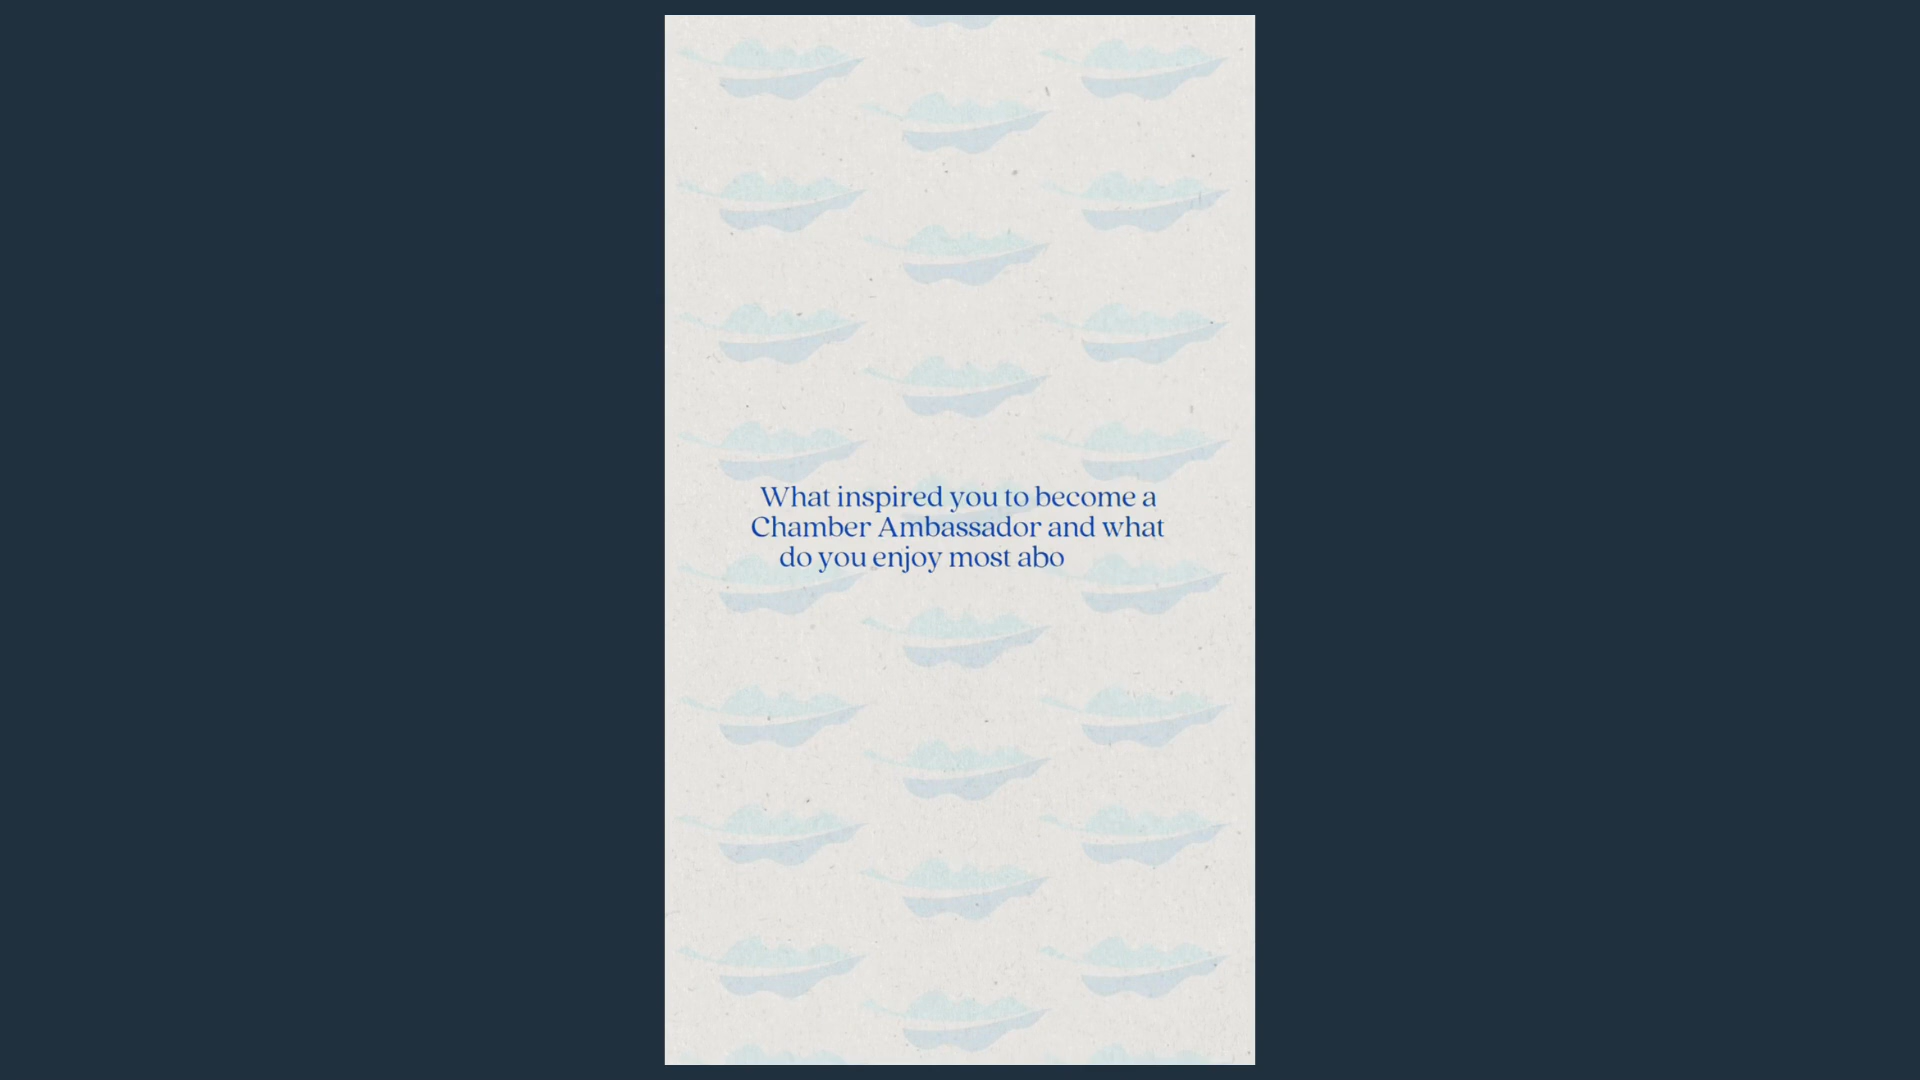 What inspired you to become a
Chamber Ambassador and what
do you enjoy most abo